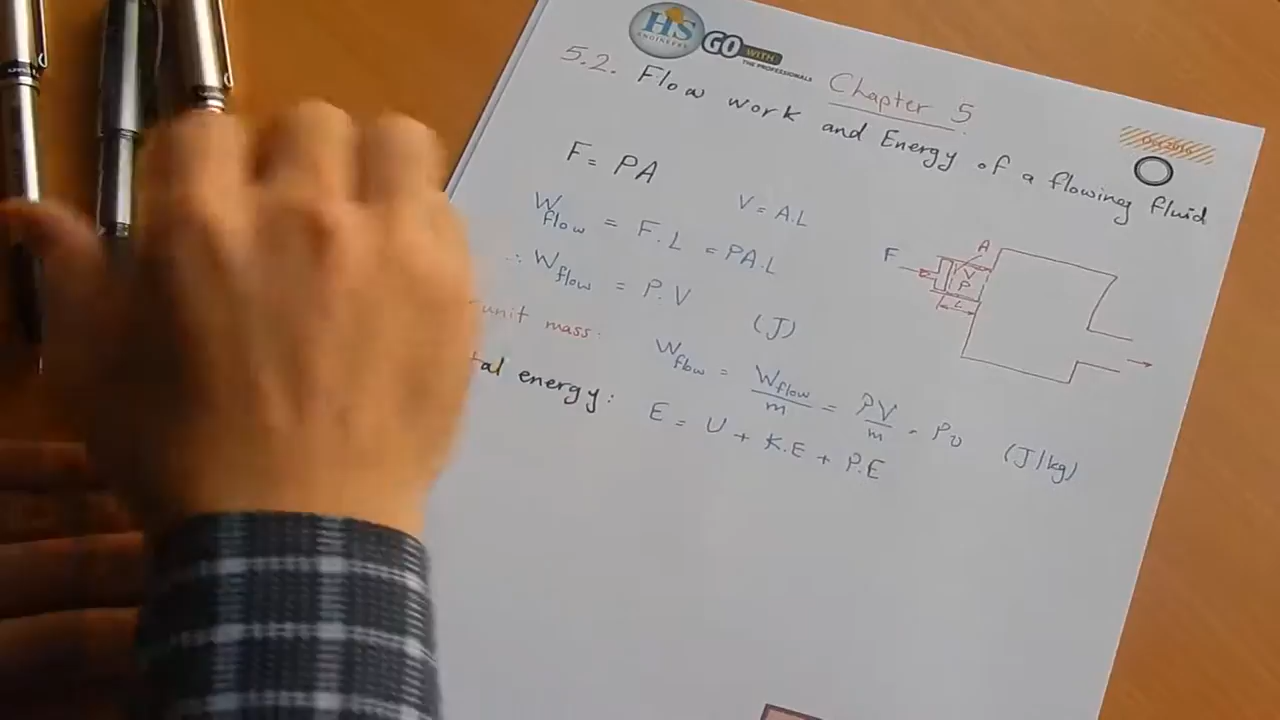 HS
ENGINEERS
GO WITH
THE PROFESSIONALS
Chapter 5
5.2. Flow work and Energy of a flowing fluid
F = PA
V = A.L
W flow = F.L = PA.L
∴ W flow = P.V (J)
unit mass: w flow = W flow / m = PV / m = Pυ (J/kg)
tal energy: E = U + K.E + P.E
F
A
V
P
L